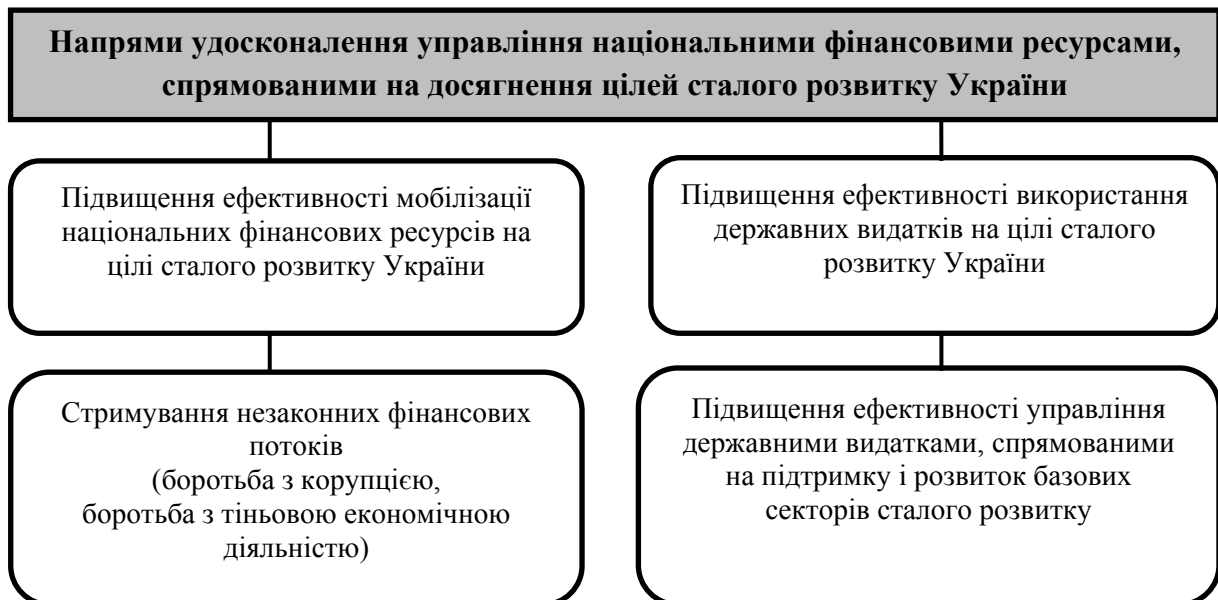 Напрями удосконалення управління національними фінансовими ресурсами,
спрямованими на досягнення цілей сталого розвитку України
Підвищення ефективності мобілізації
національних фінансових ресурсів на
цілі сталого розвитку України
Підвищення ефективності використання
державних видатків на цілі сталого
розвитку України
Стримування незаконних фінансових
потоків
(боротьба з корупцією,
боротьба з тіньовою економічною
діяльністю)
Підвищення ефективності управління
державними видатками, спрямованими
на підтримку і розвиток базових
секторів сталого розвитку